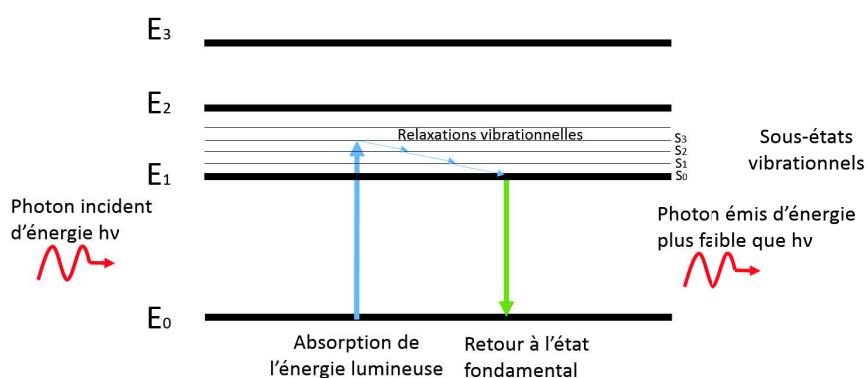 E₃
E₂
Relaxations vibrationnelles
S₃
S₂
S₁
S₀
Sous-états
vibrationnels
E₁
Photon incident
d’énergie hν
Photon émis d’énergie
plus faible que hν
E₀
Absorption de
l’énergie lumineuse
Retour à l’état
fondamental